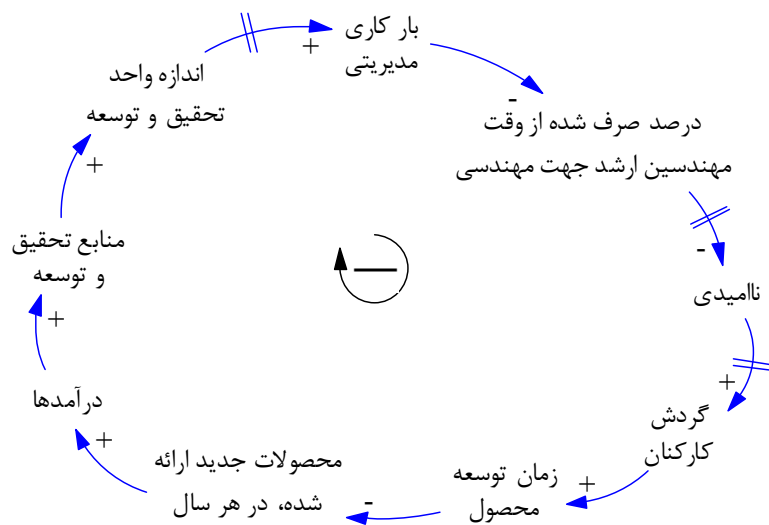 بار کاری
مدیریتی
+
-
درصد صرف شده از وقت
مهندسین ارشد جهت مهندسی
-
ناامیدی
+
گردش
کارکنان
+
زمان توسعه
محصول
-
محصولات جدید ارائه
شده، در هر سال
+
درآمدها
+
منابع تحقیق
و توسعه
+
اندازه واحد
تحقیق و توسعه